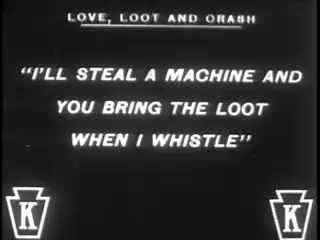 LOVE, LOOT AND CRASH
"I'LL STEAL A MACHINE AND
YOU BRING THE LOOT
WHEN I WHISTLE"
K
K